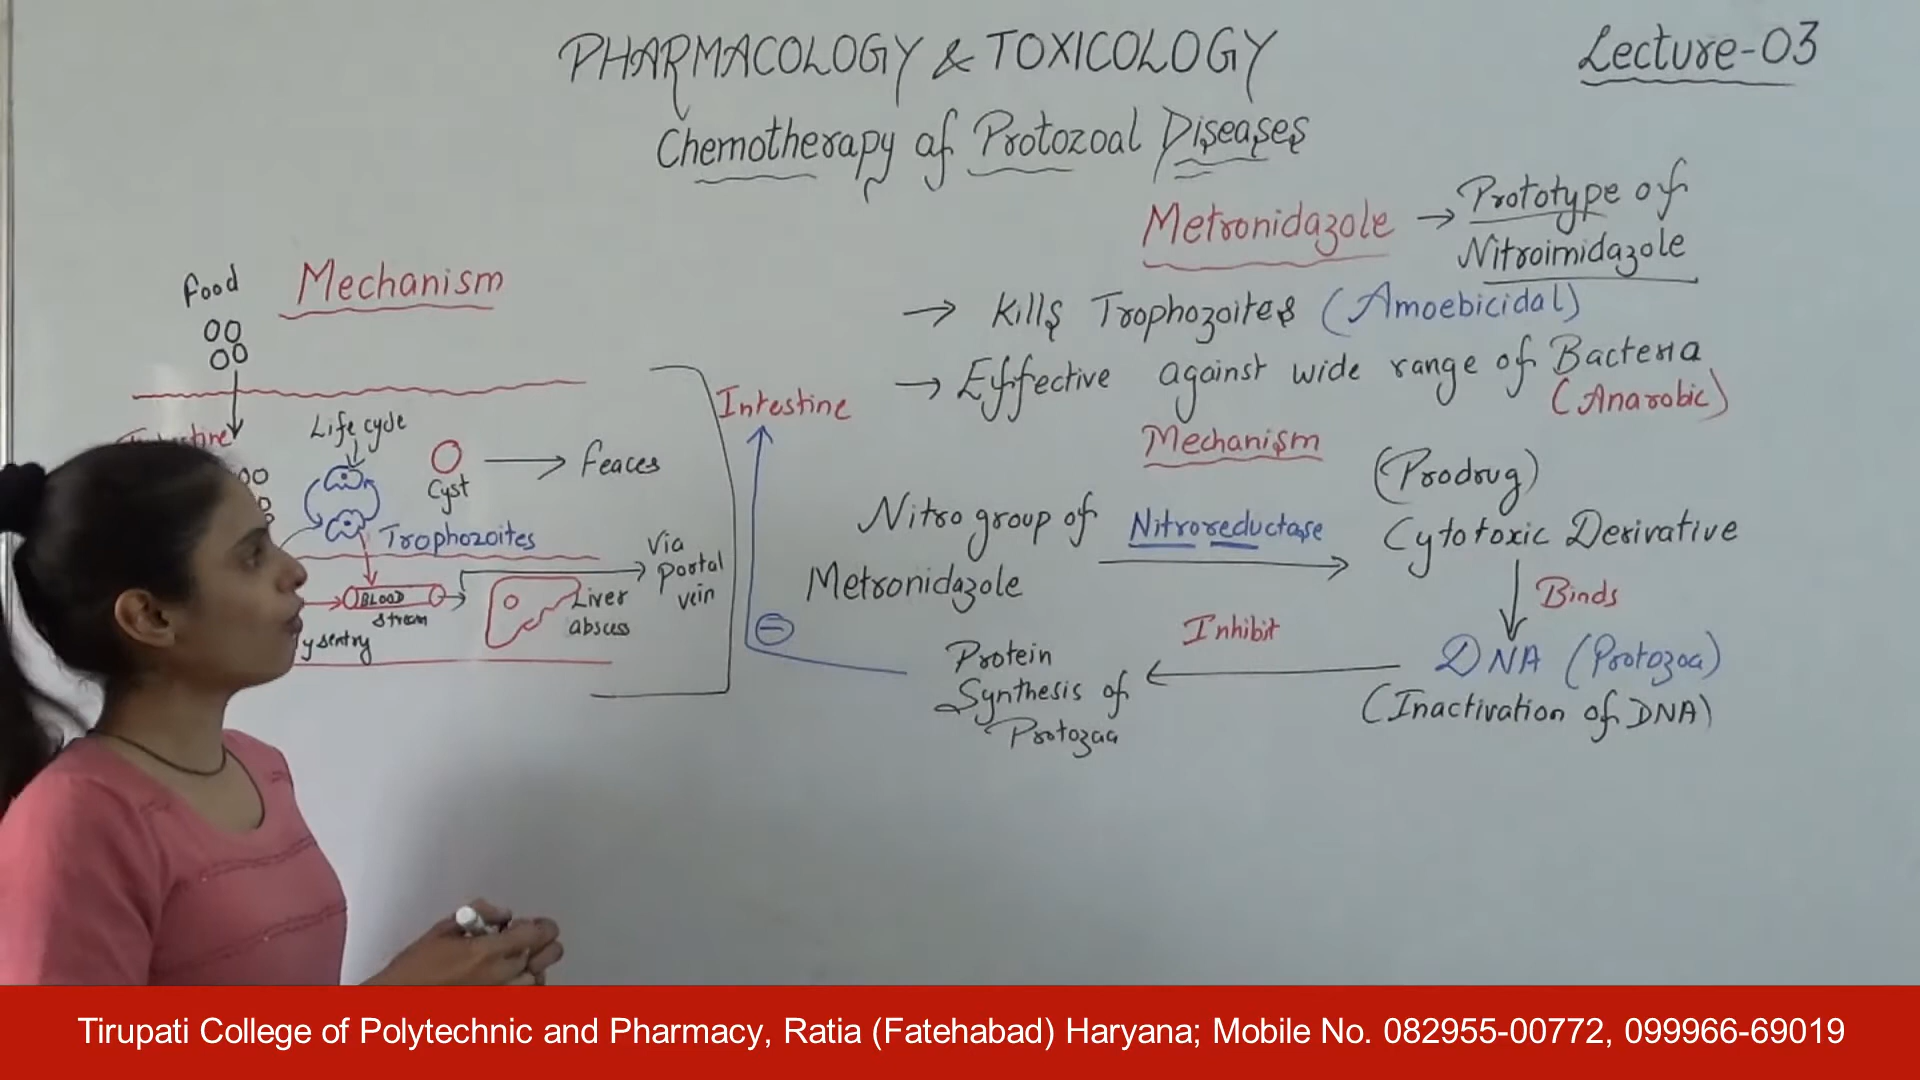 PHARMACOLOGY & TOXICOLOGY
Lecture-03
Chemotherapy of Protozoal Diseases
Metronidazole → Prototype of
Nitroimidazole
→ Kills Trophozoites (Amoebicidal)
→ Effective against wide range of Bacteria
(Anarobic)
Mechanism
Nitro group of
Metronidazole
Nitroreductase
(Prodrug)
Cytotoxic Derivative
Binds
DNA (Protozoa)
(Inactivation of DNA)
Inhibit
Protein
Synthesis of
Protozoa
Intestine
food
Mechanism
Life cycle
Cyst
feaces
Trophozoites
Via
portal
vein
BLOOD
stream
Liver
abscess
Tirupati College of Polytechnic and Pharmacy, Ratia (Fatehabad) Haryana; Mobile No. 082955-00772, 099966-69019